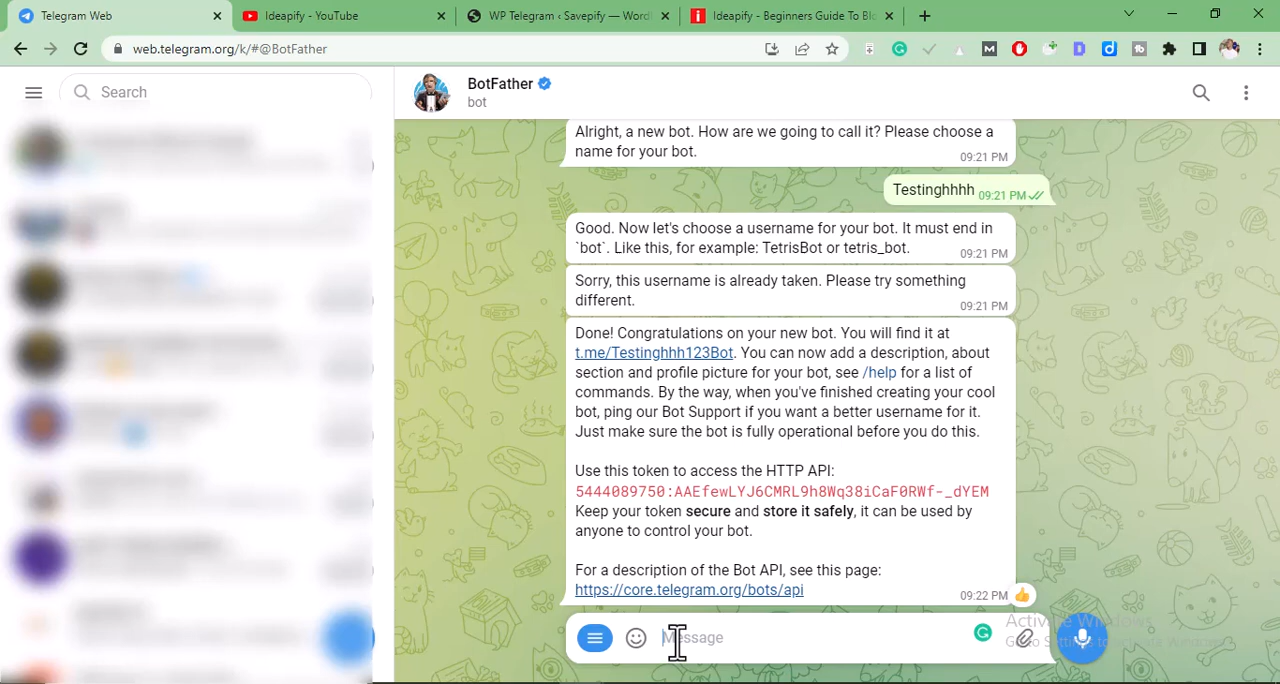 Telegram Web
Ideapify - YouTube
WP Telegram ‹ Savepify — Word
Ideapify - Beginners Guide To Blo
web.telegram.org/k/#@BotFather
Search
BotFather
bot
Alright, a new bot. How are we going to call it? Please choose a
name for your bot.
09:21 PM
Testinghhhh
09:21 PM
Good. Now let's choose a username for your bot. It must end in
`bot`. Like this, for example: TetrisBot or tetris_bot.
09:21 PM
Sorry, this username is already taken. Please try something
different.
09:21 PM
Done! Congratulations on your new bot. You will find it at
t.me/Testinghhh123Bot. You can now add a description, about
section and profile picture for your bot, see /help for a list of
commands. By the way, when you've finished creating your cool
bot, ping our Bot Support if you want a better username for it.
Just make sure the bot is fully operational before you do this.
Use this token to access the HTTP API:
5444089750:AAEfewLYJ6CMRL9h8Wq38iCaF0RWf-_dYEM
Keep your token secure and store it safely, it can be used by
anyone to control your bot.
For a description of the Bot API, see this page:
https://core.telegram.org/bots/api
09:22 PM
Message
Activate Windows
Go to Settings to activate Windows.